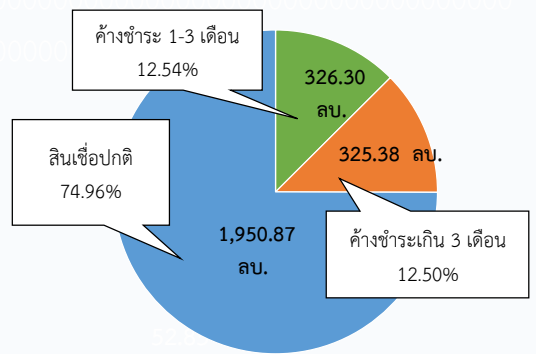 ค้างชำระ 1-3 เดือน
12.54%
326.30
ลบ.
325.38 ลบ.
สินเชื่อปกติ
74.96%
1,950.87
ลบ.
ค้างชำระเกิน 3 เดือน
12.50%